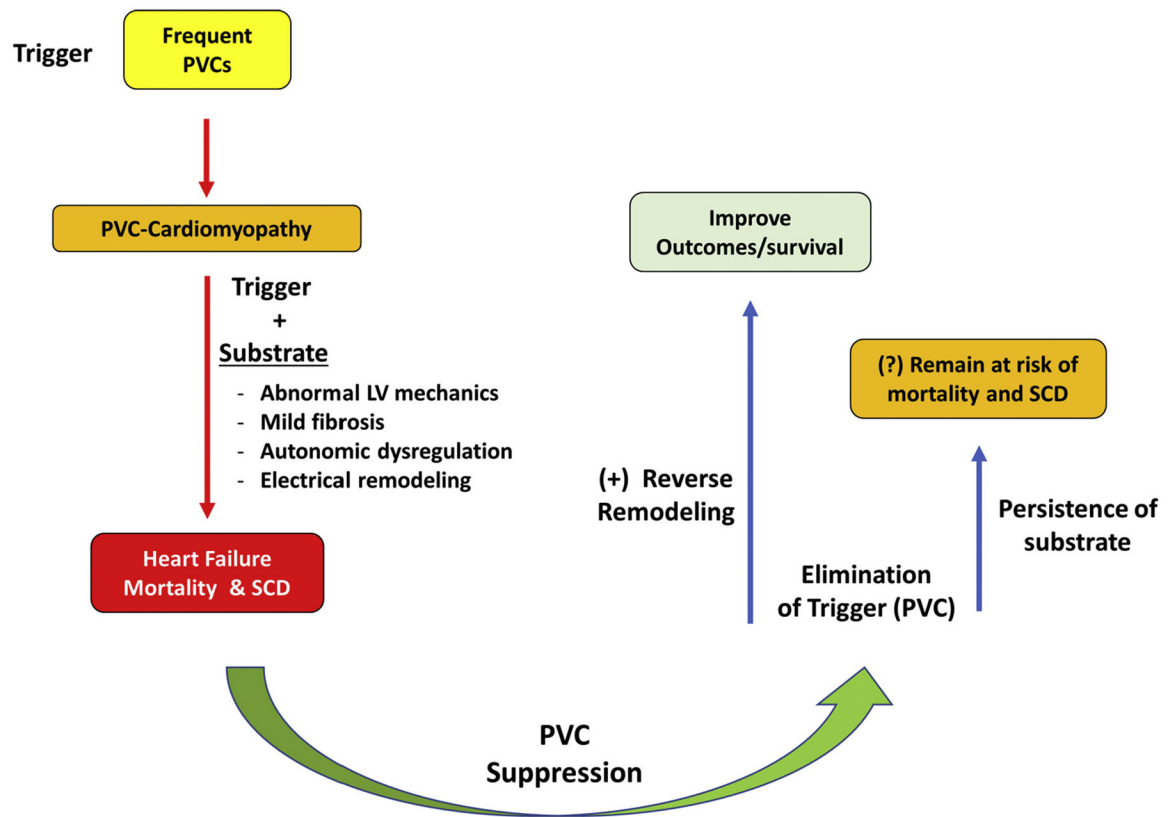 Trigger
Frequent
PVCs
PVC-Cardiomyopathy
Trigger
+
Substrate
- Abnormal LV mechanics
- Mild fibrosis
- Autonomic dysregulation
- Electrical remodeling
Heart Failure
Mortality & SCD
PVC
Suppression
Elimination
of Trigger (PVC)
(+) Reverse
Remodeling
Improve
Outcomes/survival
Persistence of
substrate
(?) Remain at risk of
mortality and SCD